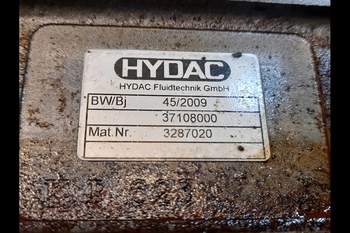 HYDAC
HYDAC Fluidtechnik GmbH
BW/Bj 45/2009
37108000
Mat.Nr. 3287020